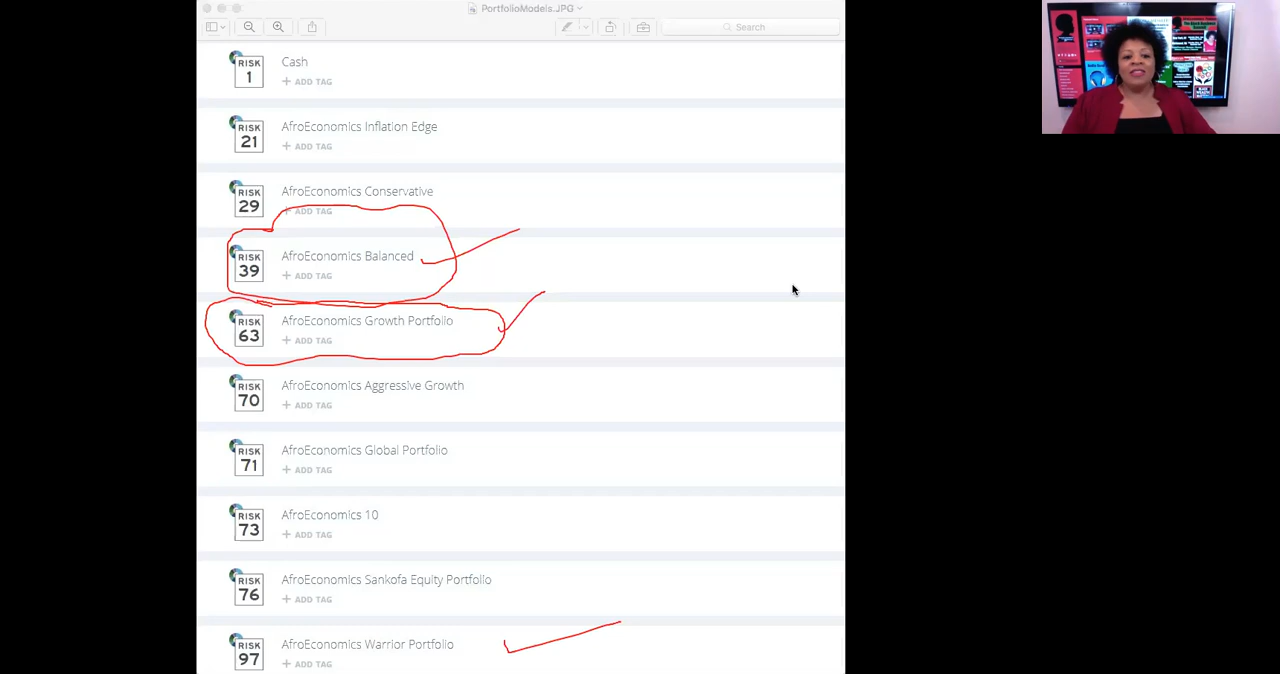 PortfolioModels.JPG
Search
RISK
1
Cash
+ ADD TAG
RISK
21
AfroEconomics Inflation Edge
+ ADD TAG
RISK
29
AfroEconomics Conservative
+ ADD TAG
RISK
39
AfroEconomics Balanced
+ ADD TAG
RISK
63
AfroEconomics Growth Portfolio
+ ADD TAG
RISK
70
AfroEconomics Aggressive Growth
+ ADD TAG
RISK
71
AfroEconomics Global Portfolio
+ ADD TAG
RISK
73
AfroEconomics 10
+ ADD TAG
RISK
76
AfroEconomics Sankofa Equity Portfolio
+ ADD TAG
RISK
97
AfroEconomics Warrior Portfolio
+ ADD TAG